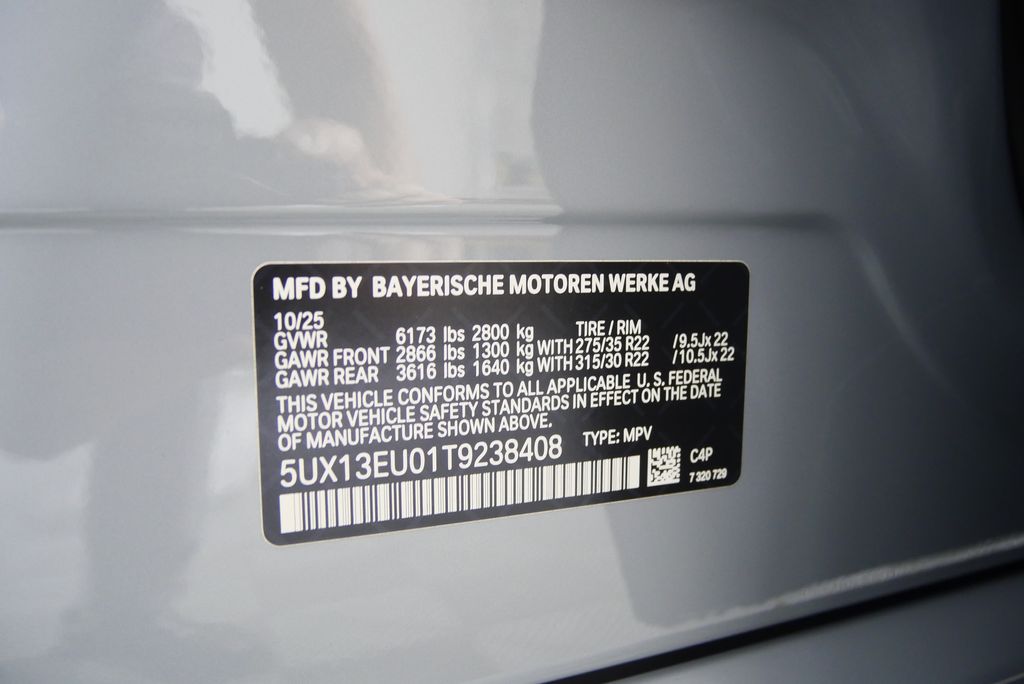 MFD BY BAYERISCHE MOTOREN WERKE AG
10/25
GVWR 6173 lbs 2800 kg TIRE / RIM
GAWR FRONT 2866 lbs 1300 kg WITH 275/35 R22 /9.5Jx 22
GAWR REAR 3616 lbs 1640 kg WITH 315/30 R22 /10.5Jx 22
THIS VEHICLE CONFORMS TO ALL APPLICABLE U. S. FEDERAL
MOTOR VEHICLE SAFETY STANDARDS IN EFFECT ON THE DATE
OF MANUFACTURE SHOWN ABOVE.
5UX13EU01T9238408 TYPE: MPV
C4P
7 320 729